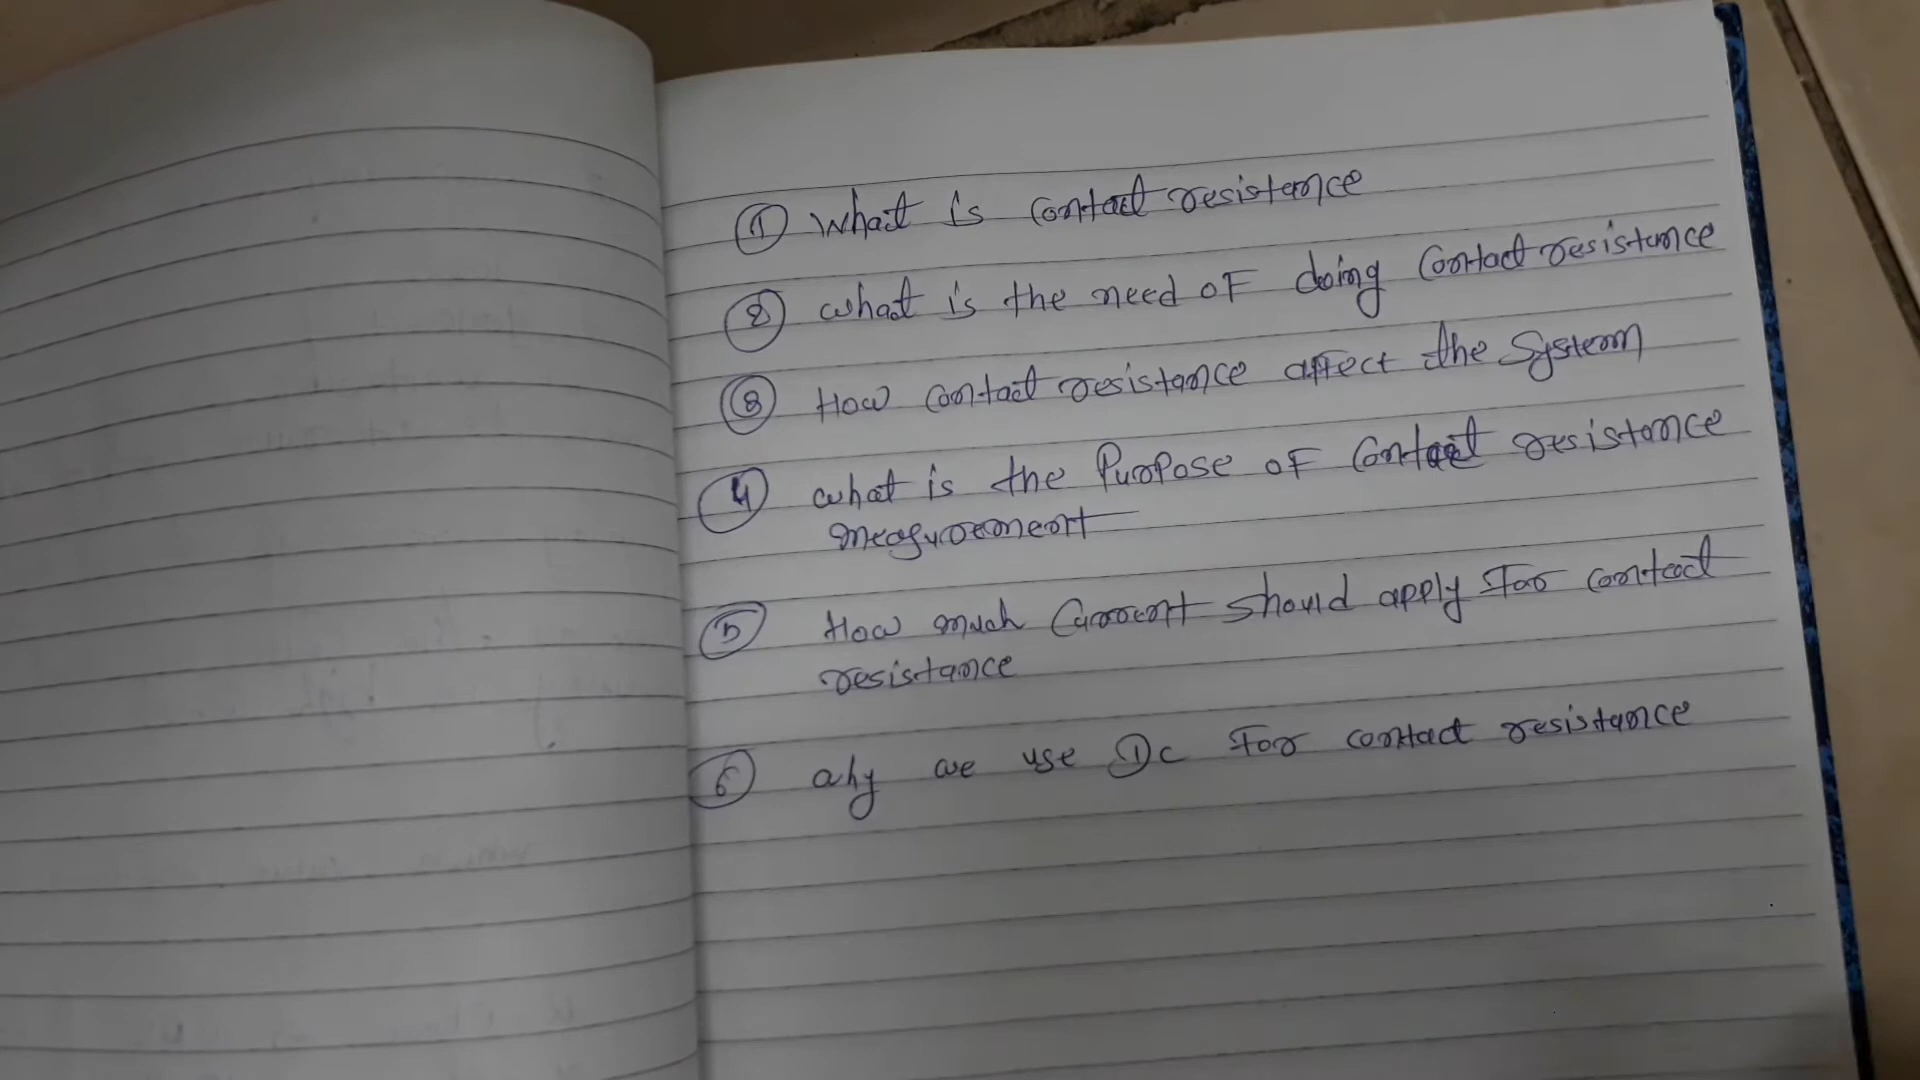 ① What is contact resistance
② what is the need of doing Contact resistance
③ How contact resistance affect the System
④ what is the Purpose of Contact resistance
measurement
⑤ How much Current should apply for contact
resistance
⑥ why we use DC for contact resistance